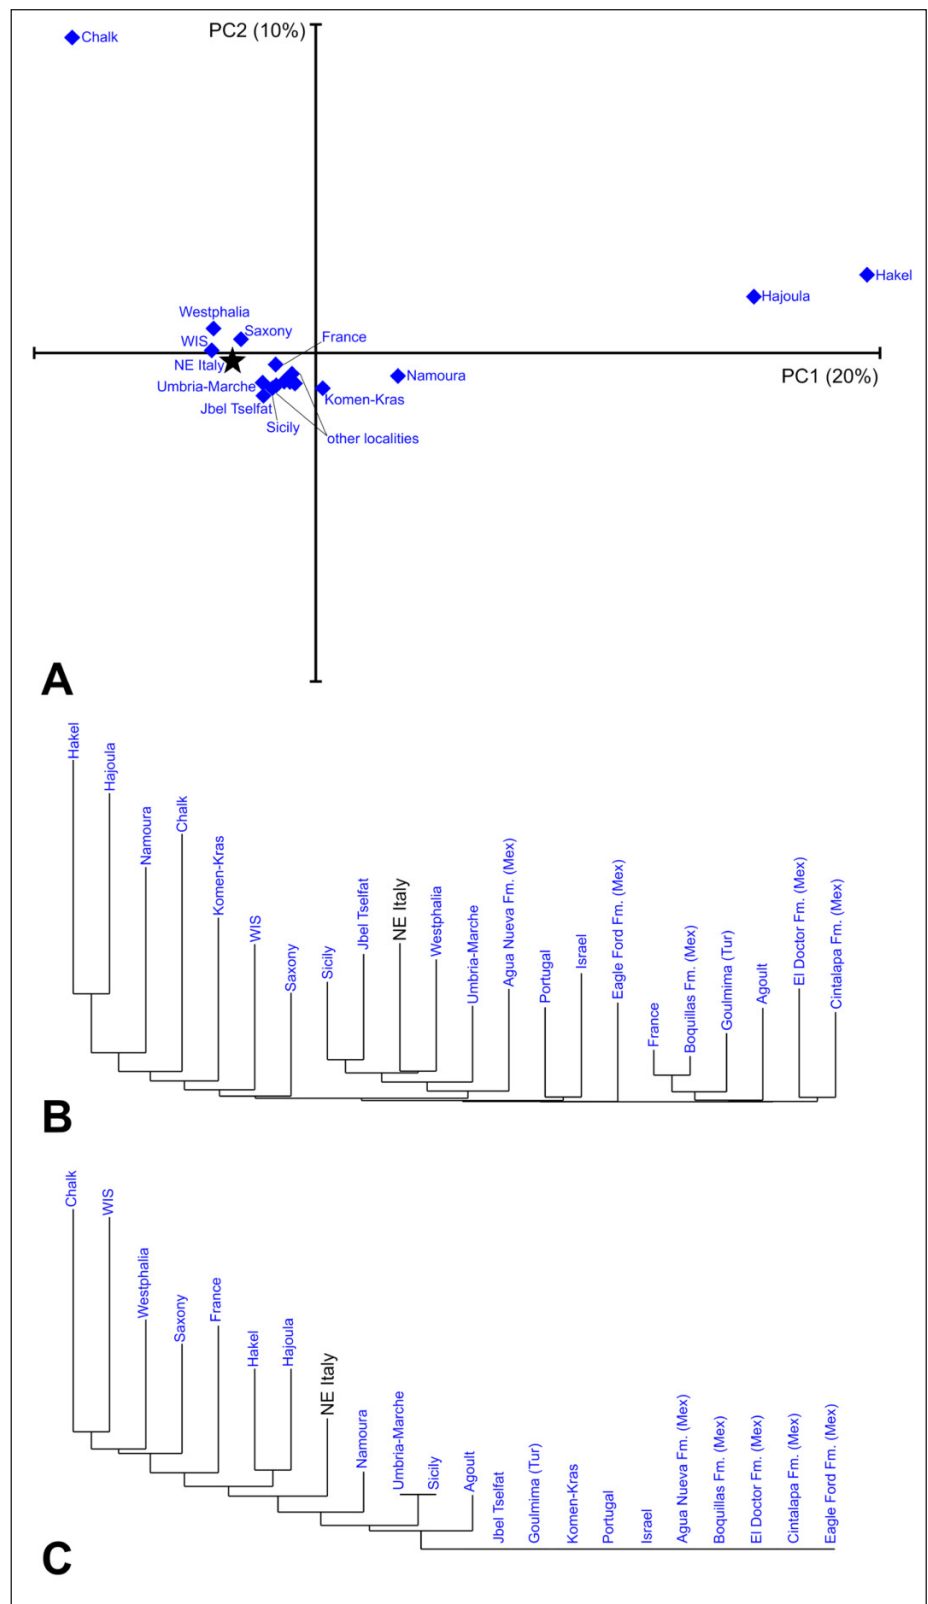 PC2 (10%)
Chalk
Hakel
Hajoula
Westphalia
Saxony
WIS
France
NE Italy
PC1 (20%)
Namoura
Umbria-Marche
Komen-Kras
Jbel Tselfat
Sicily
other localities
A
Hakel
Hajoula
Namoura
Chalk
Komen-Kras
WIS
Saxony
Sicily
Jbel Tselfat
NE Italy
Westphalia
Umbria-Marche
Agua Nueva Fm. (Mex)
Portugal
Israel
Eagle Ford Fm. (Mex)
France
Boquillas Fm. (Mex)
Goulmima (Tur)
Agoult
El Doctor Fm. (Mex)
Cintalapa Fm. (Mex)
B
Chalk
WIS
Westphalia
Saxony
France
Hakel
Hajoula
NE Italy
Namoura
Umbria-Marche
Sicily
Agoult
Jbel Tselfat
Goulmima (Tur)
Komen-Kras
Portugal
Israel
Agua Nueva Fm. (Mex)
Boquillas Fm. (Mex)
El Doctor Fm. (Mex)
Cintalapa Fm. (Mex)
Eagle Ford Fm. (Mex)
C